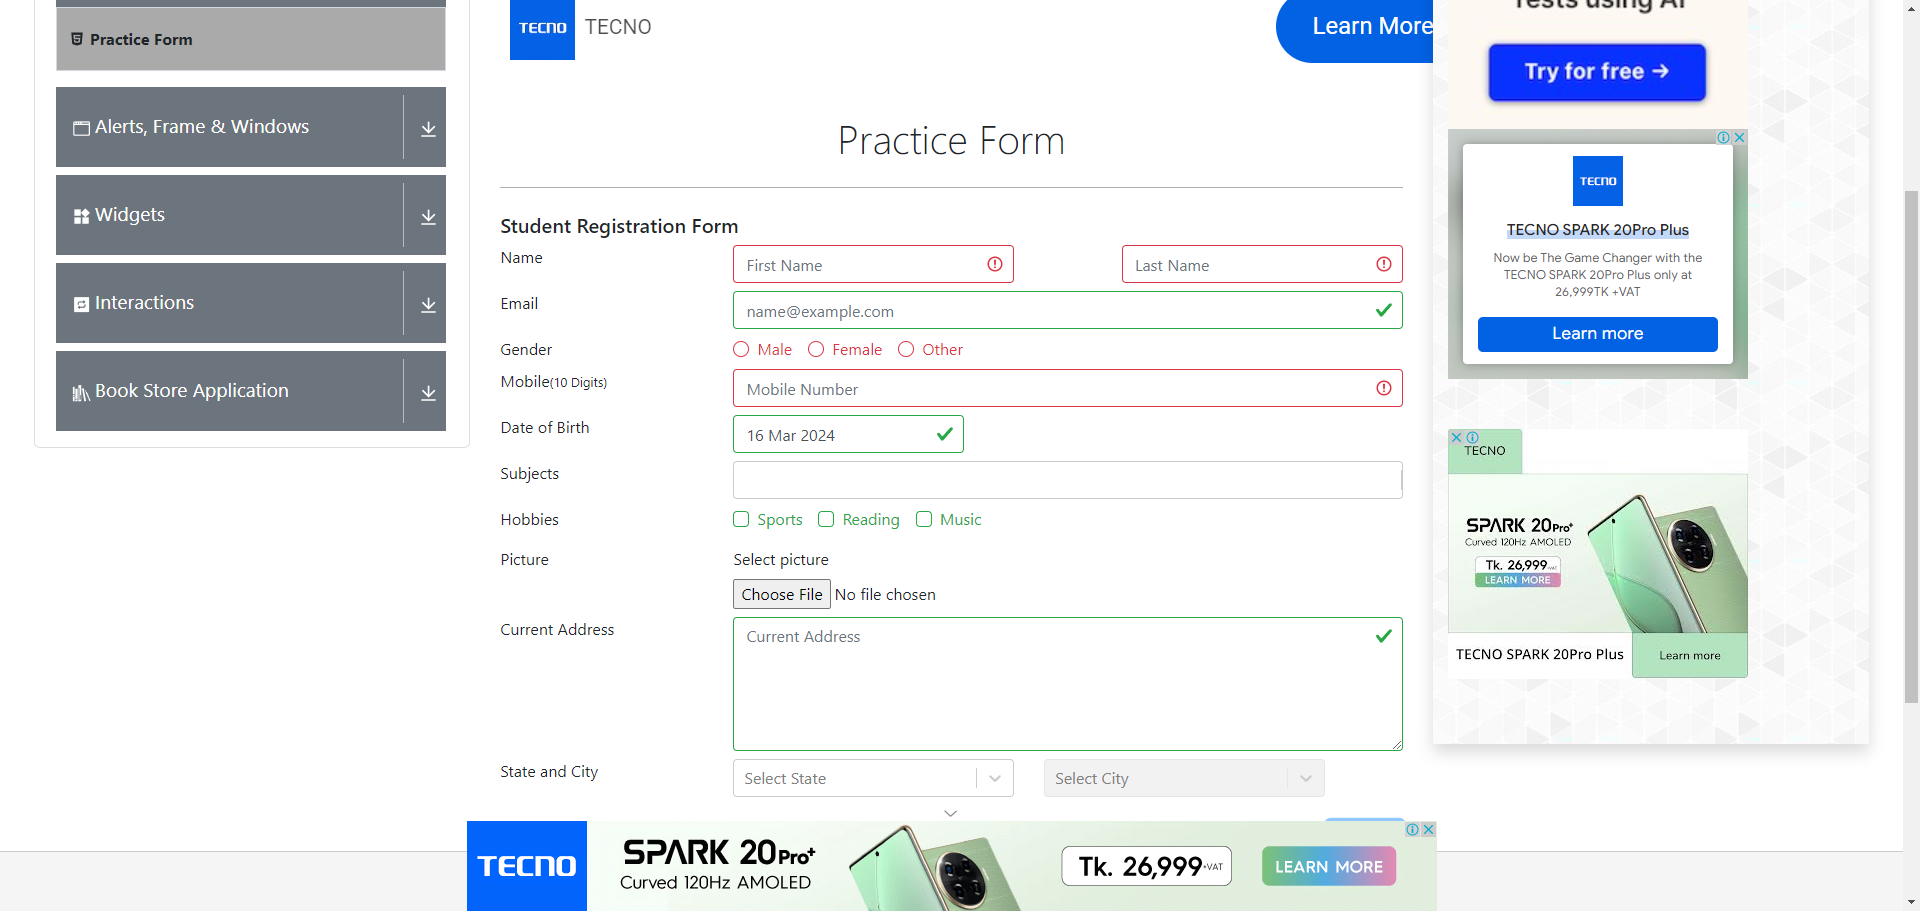 Practice Form
Alerts, Frame & Windows
Widgets
Interactions
Book Store Application
TECNO
TECNO
Learn More
Practice Form
Student Registration Form
Name
First Name
Last Name
Email
name@example.com
Gender
Male
Female
Other
Mobile(10 Digits)
Mobile Number
Date of Birth
16 Mar 2024
Subjects
Hobbies
Sports
Reading
Music
Picture
Select picture
Choose File No file chosen
Current Address
Current Address
State and City
Select State
Select City
Tests using AI
Try for free →
TECNO
TECNO SPARK 20Pro Plus
Now be The Game Changer with the
TECNO SPARK 20Pro Plus only at
26,999TK +VAT
Learn more
TECNO
SPARK 20Pro+
Curved 120Hz AMOLED
Tk. 26,999+VAT
LEARN MORE
TECNO SPARK 20Pro Plus
Learn more
TECNO
SPARK 20Pro+
Curved 120Hz AMOLED
Tk. 26,999+VAT
LEARN MORE